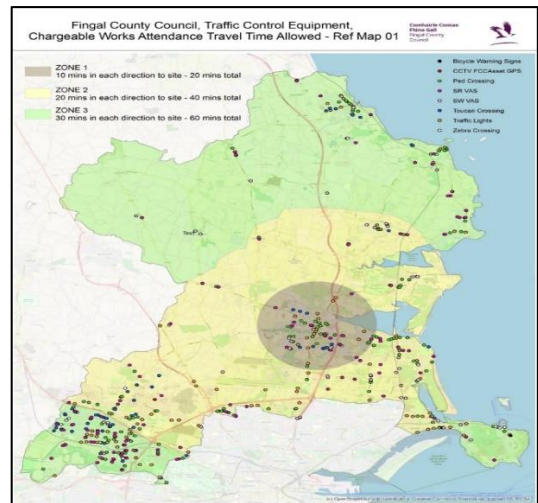 Fingal County Council, Traffic Control Equipment,
Chargeable Works Attendance Travel Time Allowed - Ref Map 01
Comhairle Contae
Fhine Gall
Fingal County
Council
ZONE 1
10 mins in each direction to site - 20 mins total
ZONE 2
20 mins in each direction to site - 40 mins total
ZONE 3
30 mins in each direction to site - 60 mins total
Bicycle Warning Signs
CCTV FCCAsset GPS
Ped Crossing
SR VAS
SW VAS
Toucan Crossing
Traffic Lights
Zebra Crossing